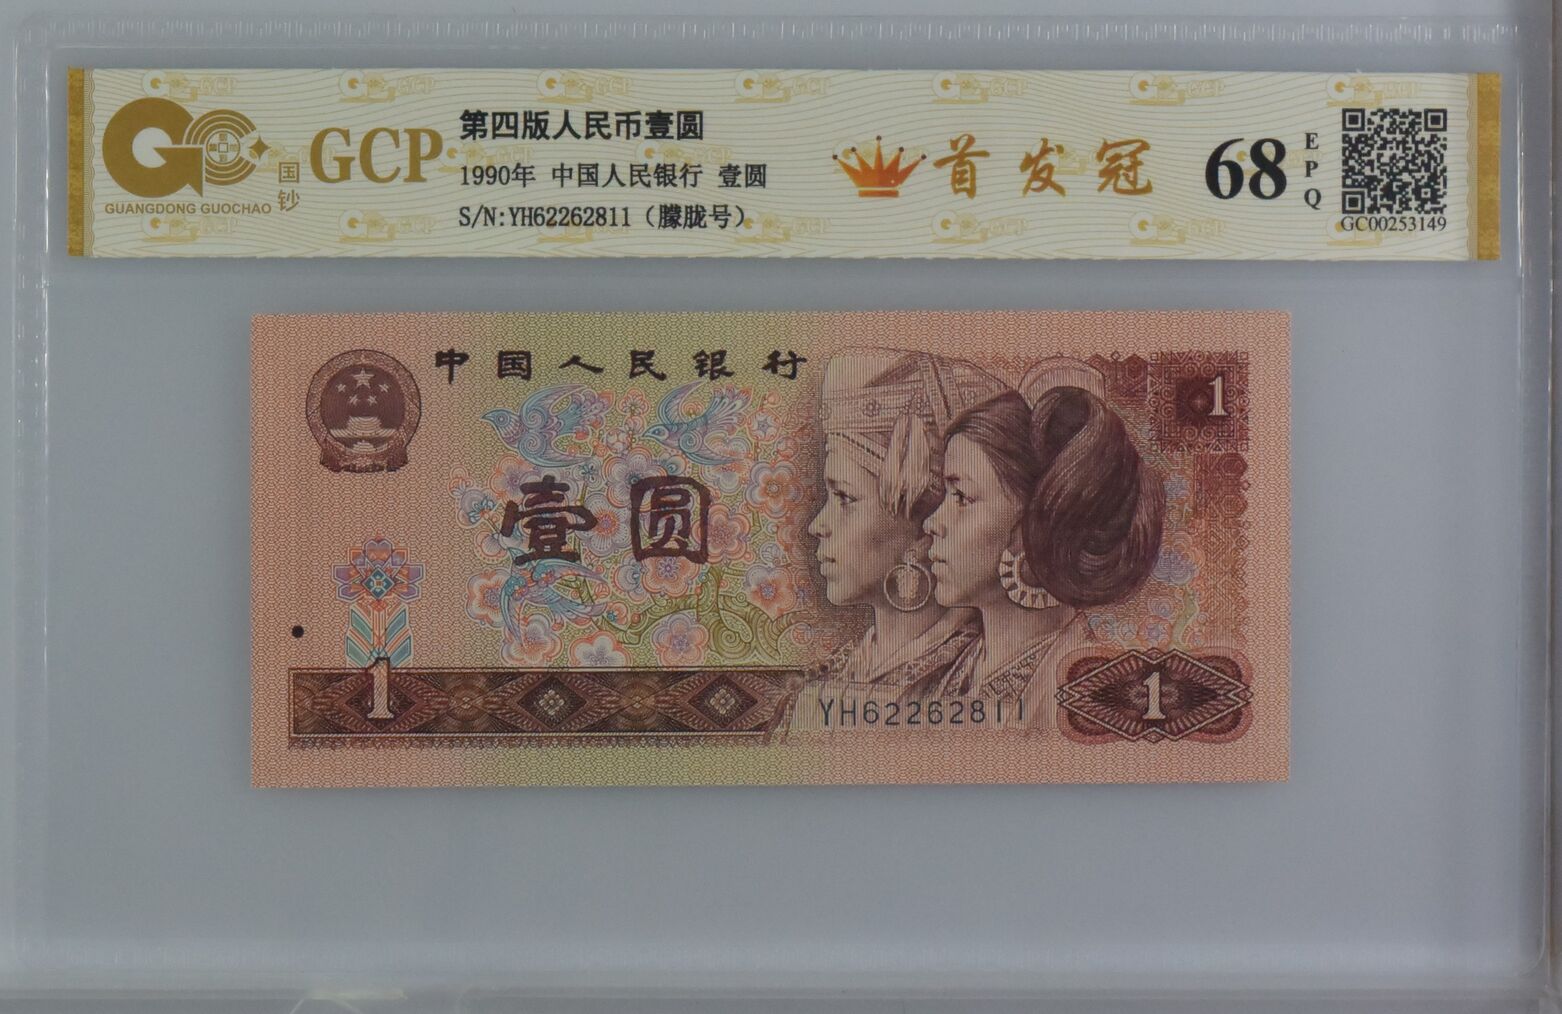 GUANGDONG GUOCHAO
国钞
GCP
第四版人民币壹圆
1990年 中国人民银行 壹圆
S/N:YH62262811（朦胧号）
首发冠
68
EPQ
GC00253149
中国人民银行
1
壹圆
1
YH62262811
1